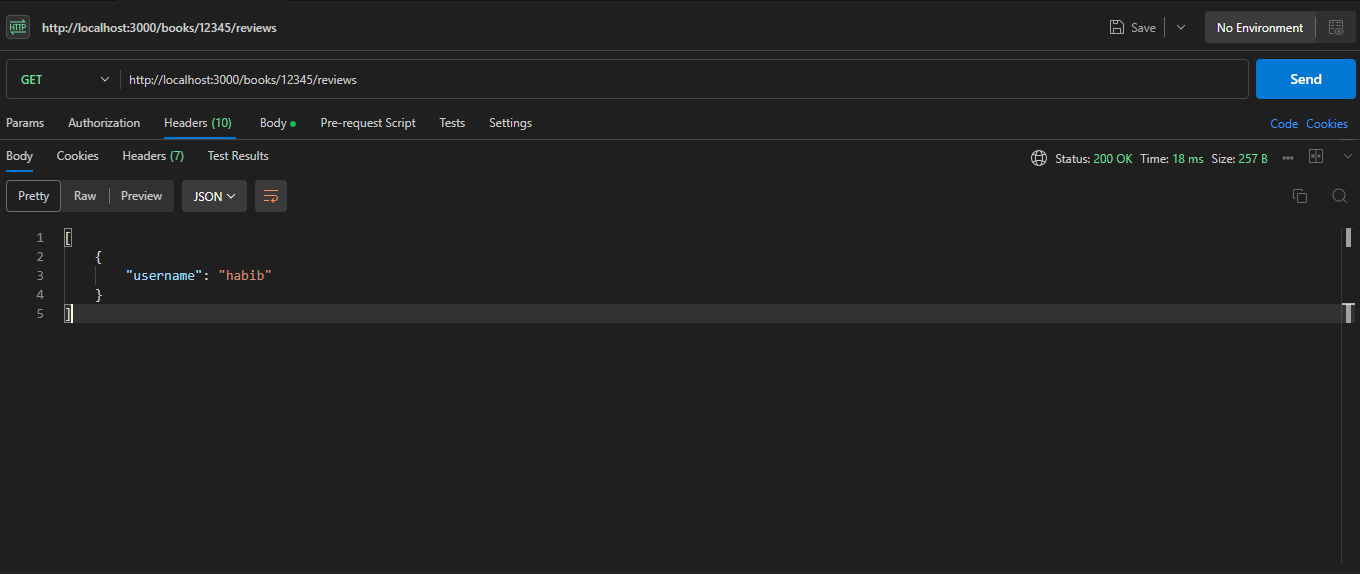 HTTP http://localhost:3000/books/12345/reviews Save No Environment
GET http://localhost:3000/books/12345/reviews Send
Params Authorization Headers (10) Body Pre-request Script Tests Settings Code Cookies
Body Cookies Headers (7) Test Results Status: 200 OK Time: 18 ms Size: 257 B
Pretty Raw Preview JSON
1 [
2 {
3 "username": "habib"
4 }
5 ]